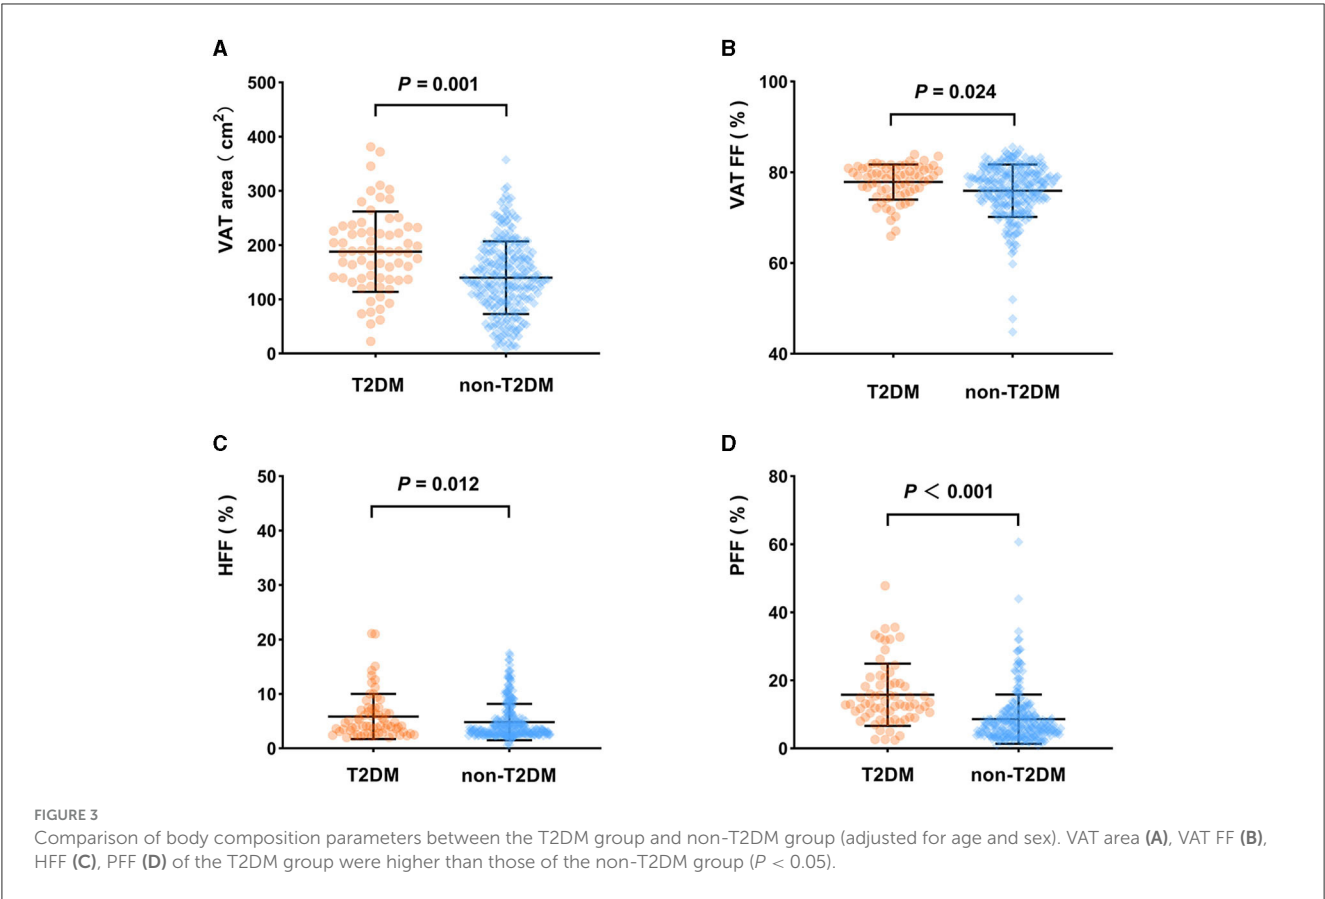 A
B
P = 0.001
P = 0.024
VAT area ( cm²)
500
400
300
200
100
0
T2DM
non-T2DM
VAT FF ( % )
100
80
60
40
T2DM
non-T2DM
C
D
P = 0.012
P < 0.001
HFF ( % )
50
40
30
20
10
0
T2DM
non-T2DM
PFF ( % )
80
60
40
20
0
T2DM
non-T2DM
FIGURE 3
Comparison of body composition parameters between the T2DM group and non-T2DM group (adjusted for age and sex). VAT area (A), VAT FF (B),
HFF (C), PFF (D) of the T2DM group were higher than those of the non-T2DM group (P < 0.05).